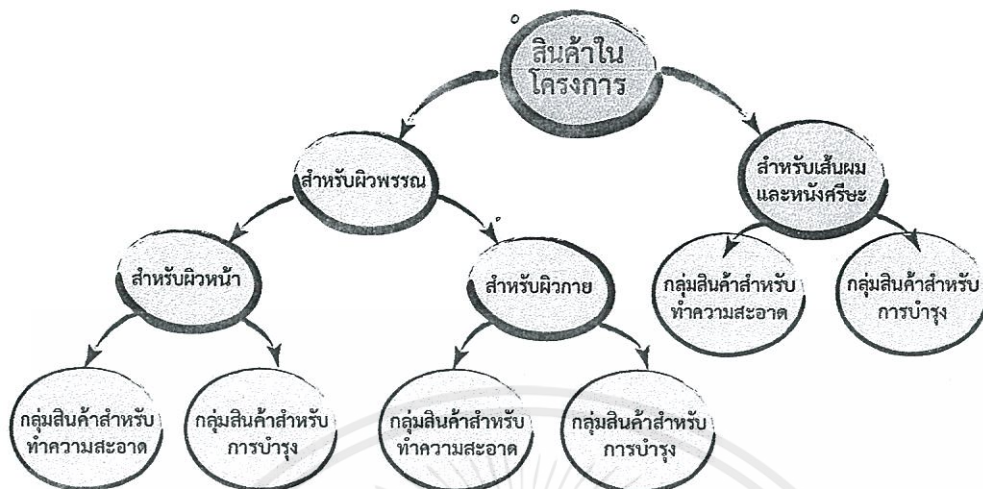 สินค้าใน
โครงการ
สำหรับผิวพรรณ
สำหรับเส้นผม
และหนังศรีษะ
สำหรับผิวหน้า
สำหรับผิวกาย
กลุ่มสินค้าสำหรับ
ทำความสะอาด
กลุ่มสินค้าสำหรับ
การบำรุง
กลุ่มสินค้าสำหรับ
ทำความสะอาด
กลุ่มสินค้าสำหรับ
การบำรุง
กลุ่มสินค้าสำหรับ
ทำความสะอาด
กลุ่มสินค้าสำหรับ
การบำรุง